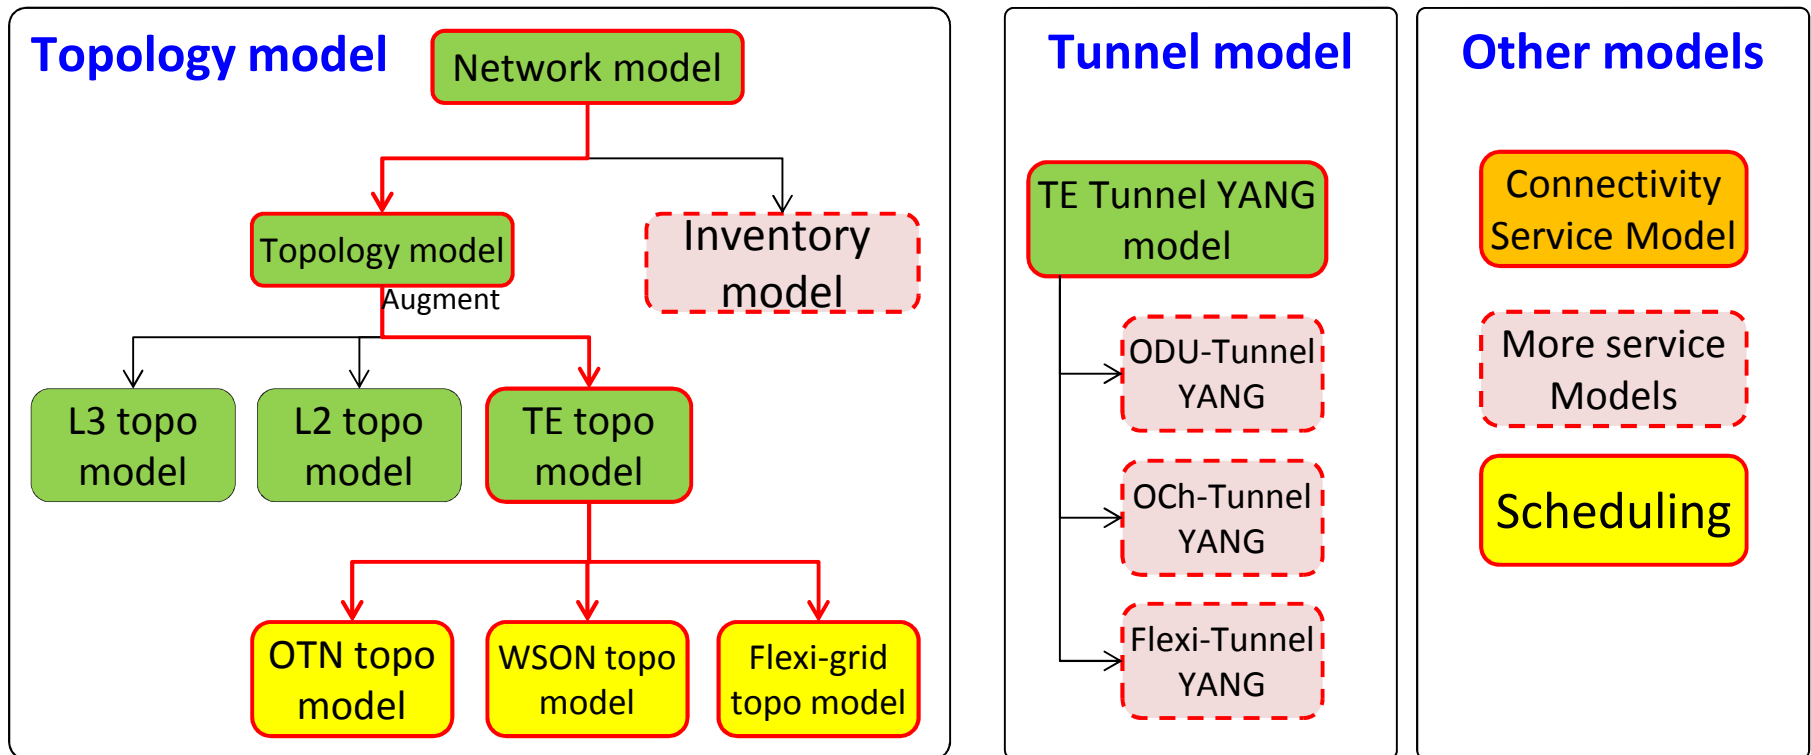 Topology model
Network model
Topology model
Inventory
model
Augment
L3 topo
model
L2 topo
model
TE topo
model
OTN topo
model
WSON topo
model
Flexi-grid
topo model
Tunnel model
TE Tunnel YANG
model
ODU-Tunnel
YANG
OCh-Tunnel
YANG
Flexi-Tunnel
YANG
Other models
Connectivity
Service Model
More service
Models
Scheduling